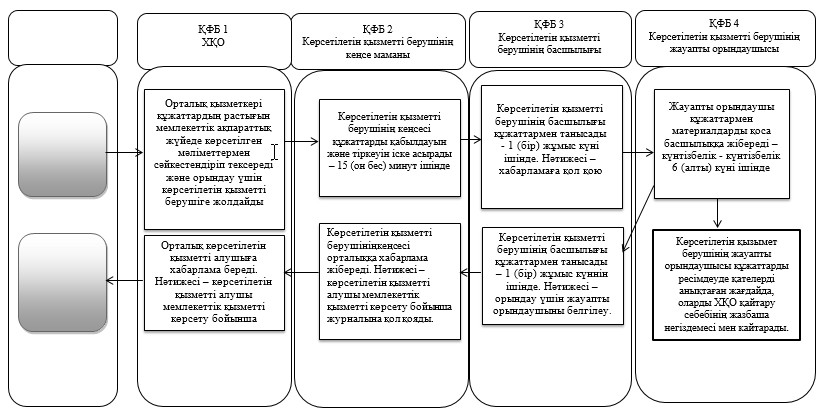 ҚФБ 1
ХҚО
ҚФБ 2
Көрсетілетін қызметті берушінің
кеңсе маманы
ҚФБ 3
Көрсетілетін қызметті
берушінің басшылығы
ҚФБ 4
Көрсетілетін қызметті берушінің
жауапты орындаушысы
Орталық қызметкері
құжаттардың растығын
мемлекеттік ақпараттық
жүйеде көрсетілген
мәліметтермен
сәйкестендіріп тексереді
және орындау үшін
көрсетілетін қызметті
берушіге жолдайды
Көрсетілетін қызметті
берушінің кеңсесі
құжаттарды қабылдауын
және тіркеуін іске асырады
– 15 (он бес) минут ішінде
Көрсетілетін қызметті
берушінің басшылығы
құжаттармен танысады
- 1 (бір) жұмыс күні
ішінде. Нәтижесі –
хабарламаға қол қою
Жауапты орындаушы
құжаттармен
материалдарды қоса
басшылыққа жібереді –
күнтізбелік - күнтізбелік
6 (алты) күні ішінде
Орталық көрсетілетін
қызметті алушыға
хабарлама береді.
Нәтижесі – көрсетілетін
қызметті алушы
мемлекеттік қызметті
көрсету бойынша
Көрсетілетін қызметті
берушініңкеңсесі
орталыққа хабарлама
жібереді. Нәтижесі –
көрсетілетін қызметті
алушы мемлекеттік
қызметті көрсету бойынша
журналына қол қояды.
Көрсетілетін қызметті
берушінің басшылығы
құжаттармен танысады
– 1 (бір) жұмыс күннін
ішінде. Нәтижесі –
орындау үшін жауапты
орындаушыны белгілеу.
Көрсетілетін қызымет
берушінің жауапты
орындаушысы құжаттарды
ресімдеуде қателерді
анықтаған жағдайда,
оларды ХҚО қайтару
себебінің жазбаша
негіздемесі мен қайтарады.